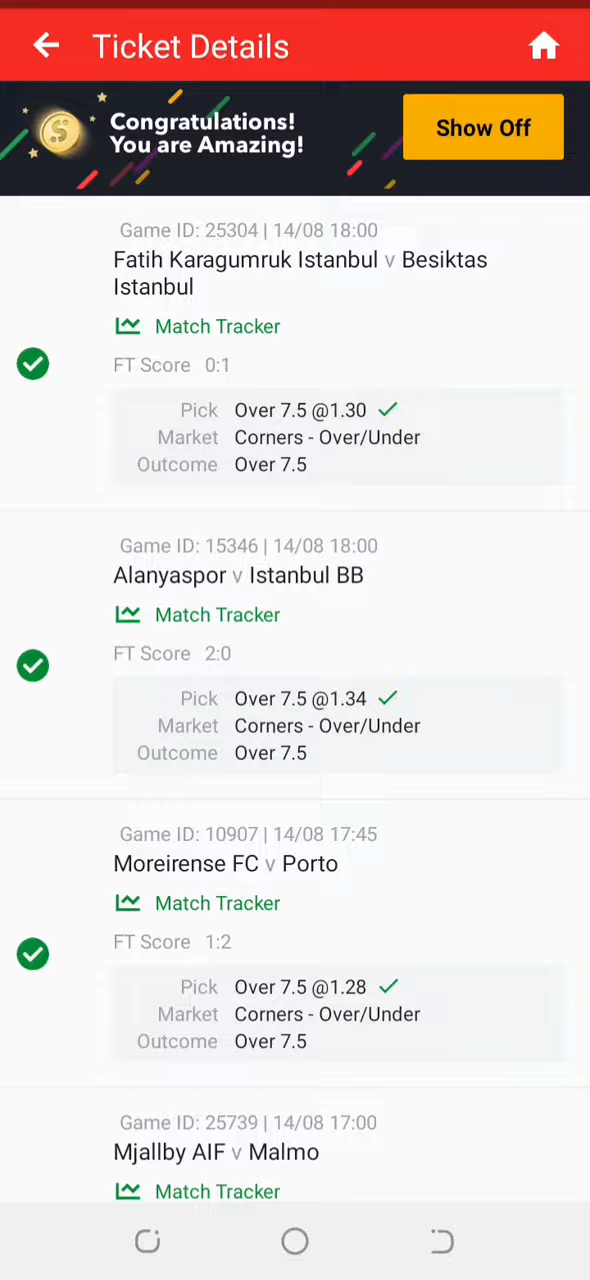 Ticket Details
Congratulations!
You are Amazing!
Show Off
Game ID: 25304 | 14/08 18:00
Fatih Karagumruk Istanbul v Besiktas
Istanbul
Match Tracker
FT Score 0:1
Pick Over 7.5 @1.30
Market Corners - Over/Under
Outcome Over 7.5
Game ID: 15346 | 14/08 18:00
Alanyaspor v Istanbul BB
Match Tracker
FT Score 2:0
Pick Over 7.5 @1.34
Market Corners - Over/Under
Outcome Over 7.5
Game ID: 10907 | 14/08 17:45
Moreirense FC v Porto
Match Tracker
FT Score 1:2
Pick Over 7.5 @1.28
Market Corners - Over/Under
Outcome Over 7.5
Game ID: 25739 | 14/08 17:00
Mjallby AIF v Malmo
Match Tracker